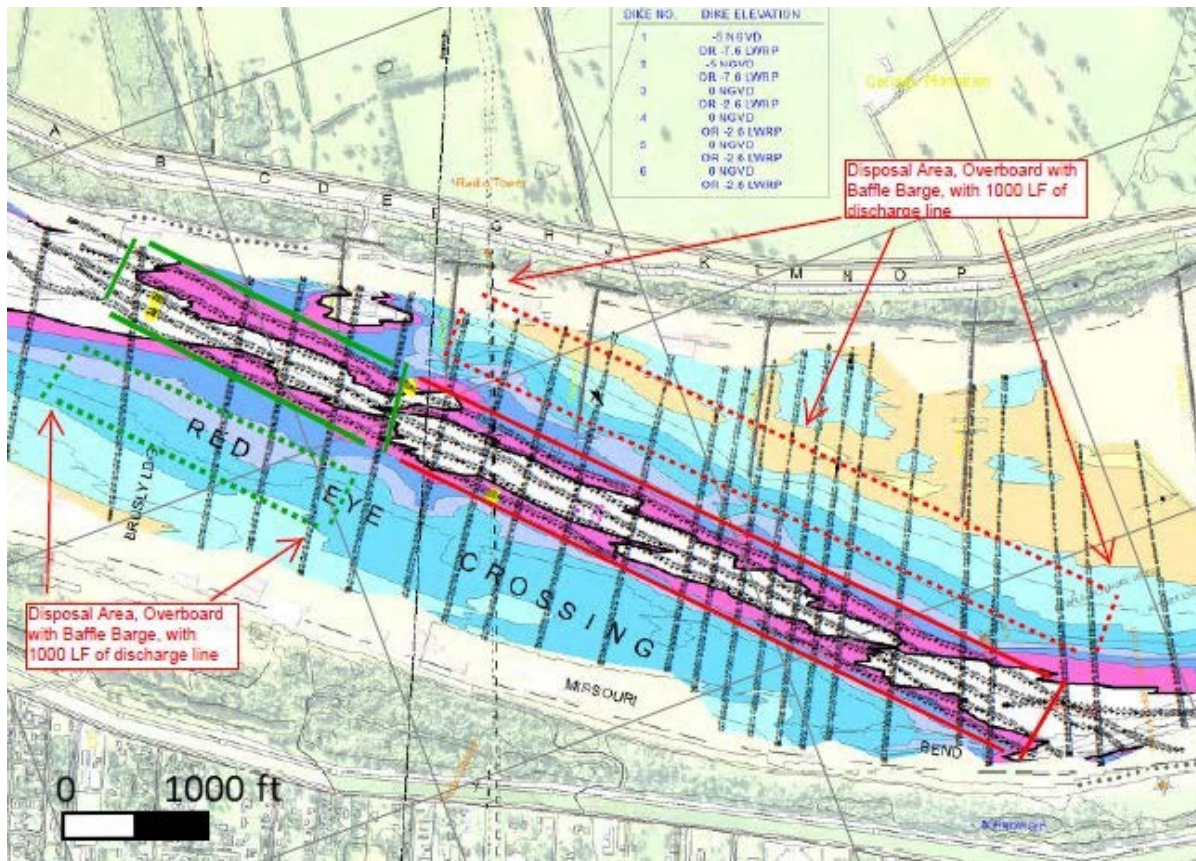 DIKE NO. DIKE ELEVATION
1 -5 NGVD
OR -7.6 LWRP
2 -5 NGVD
OR -7.6 LWRP
3 0 NGVD
OR -2.6 LWRP
4 0 NGVD
OR -2.6 LWRP
5 0 NGVD
OR -2.6 LWRP
6 0 NGVD
OR -2.6 LWRP
A B C D E F G H I J K L M N O P
Radio Tower
Disposal Area, Overboard with
Baffle Barge, with 1000 LF of
discharge line
RED EYE CROSSING
BRUSLY LDG
Disposal Area, Overboard
with Baffle Barge, with
1000 LF of discharge line
MISSOURI BEND
0 1000 ft